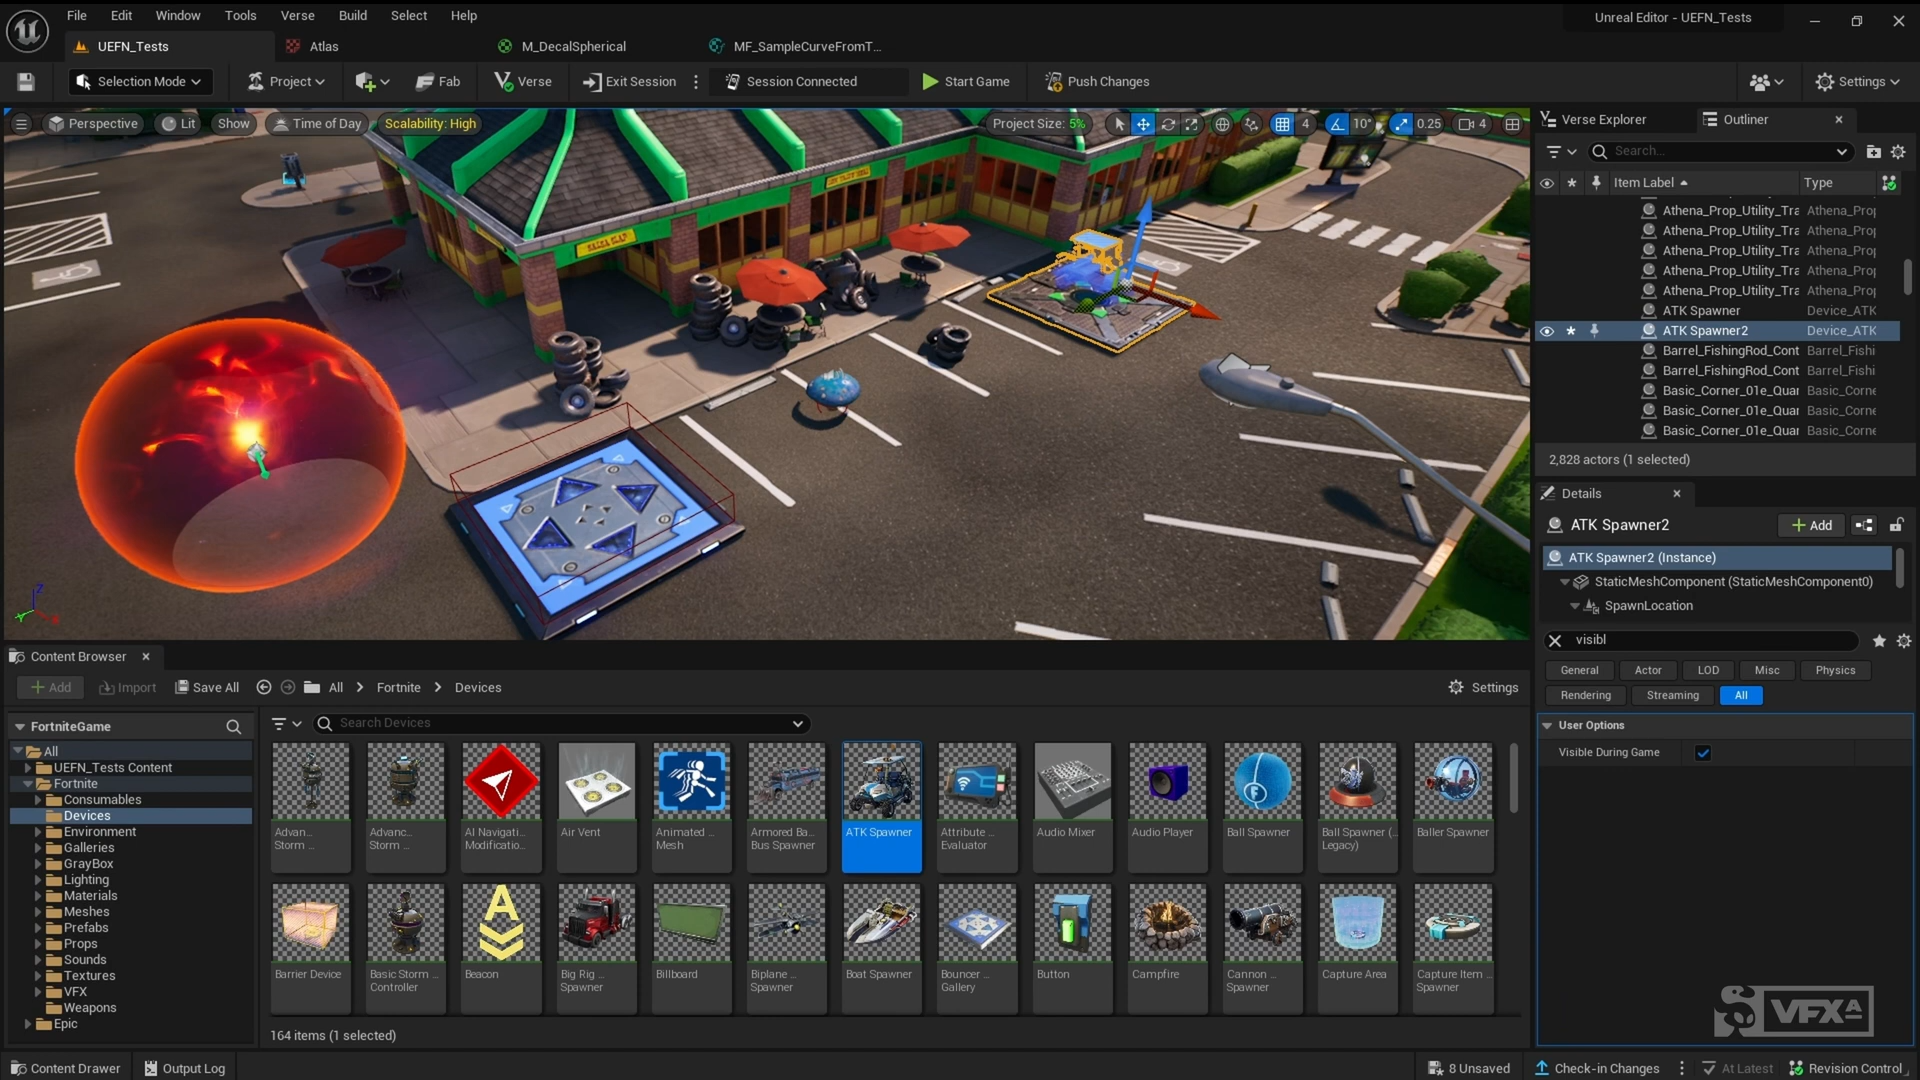 File Edit Window Tools Verse Build Select Help
Unreal Editor - UEFN_Tests
UEFN_Tests
Atlas
M_DecalSpherical
MF_SampleCurveFromT...
Selection Mode
Project
Fab
Verse
Exit Session
Session Connected
Start Game
Push Changes
Settings
Perspective
Lit
Show
Time of Day
Scalability: High
Project Size: 5%
4
10°
0.25
4
Verse Explorer
Outliner
Search...
Item Label
Type
Athena_Prop_Utility_Tra Athena_Prop
Athena_Prop_Utility_Tra Athena_Prop
Athena_Prop_Utility_Tra Athena_Prop
Athena_Prop_Utility_Tra Athena_Prop
Athena_Prop_Utility_Tra Athena_Prop
ATK Spawner Device_ATK
ATK Spawner2 Device_ATK
Barrel_FishingRod_Cont Barrel_Fishi
Barrel_FishingRod_Cont Barrel_Fishi
Basic_Corner_01e_Quar Basic_Corne
Basic_Corner_01e_Quar Basic_Corne
Basic_Corner_01e_Quar Basic_Corne
2,828 actors (1 selected)
Details
ATK Spawner2
Add
ATK Spawner2 (Instance)
StaticMeshComponent (StaticMeshComponent0)
SpawnLocation
visibl
General Actor LOD Misc Physics
Rendering Streaming All
User Options
Visible During Game
Content Browser
Add
Import
Save All
All
Fortnite
Devices
Settings
FortniteGame
All
UEFN_Tests Content
Fortnite
Consumables
Devices
Environment
Galleries
GrayBox
Lighting
Materials
Meshes
Prefabs
Props
Sounds
Textures
VFX
Weapons
Epic
Search Devices
Advan... Storm ...
Advanc... Storm ...
AI Navigati... Modificatio...
Air Vent
Animated ... Mesh
Armored Ba... Bus Spawner
ATK Spawner
Attribute ... Evaluator
Audio Mixer
Audio Player
Ball Spawner
Ball Spawner (... Legacy)
Baller Spawner
Barrier Device
Basic Storm ... Controller
Beacon
Big Rig ... Spawner
Billboard
Biplane ... Spawner
Boat Spawner
Bouncer ... Gallery
Button
Campfire
Cannon ... Spawner
Capture Area
Capture Item ... Spawner
164 items (1 selected)
VFXA
Content Drawer
Output Log
8 Unsaved
Check-in Changes
At Latest
Revision Control